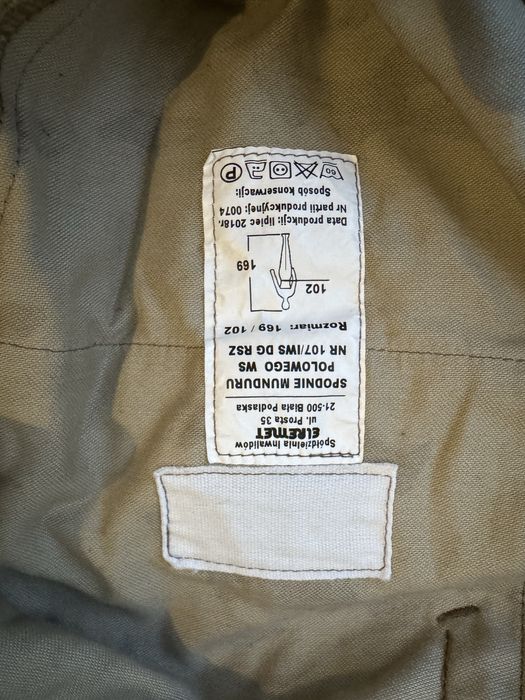 Spółdzielnia Inwalidów
ELREMET
ul. Prosta 35
21-500 Biała Podlaska
SPODNIE MUNDURU
POLOWEGO WS
NR 107/IWS DG RSZ
Rozmiar: 169 / 102
102
169
Data produkcji: lipiec 2018r.
Nr partii produkcyjnej: 0074
Sposób konserwacji:
60
P